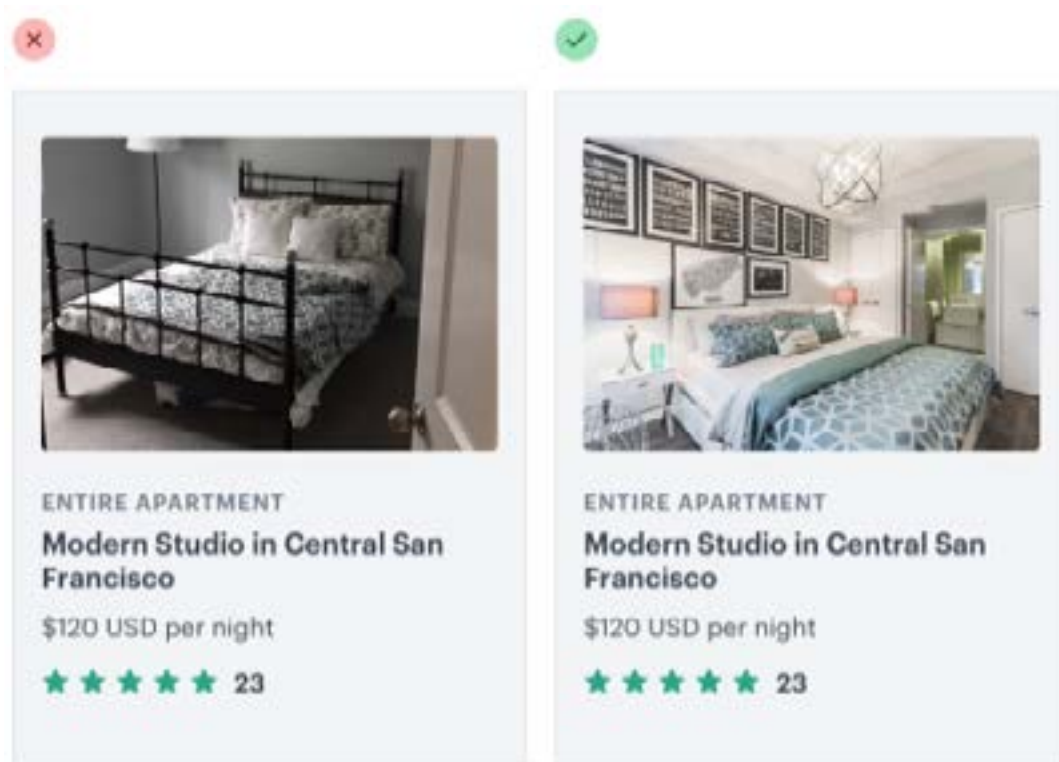 ENTIRE APARTMENT
Modern Studio in Central San
Francisco
$120 USD per night
23
ENTIRE APARTMENT
Modern Studio in Central San
Francisco
$120 USD per night
23